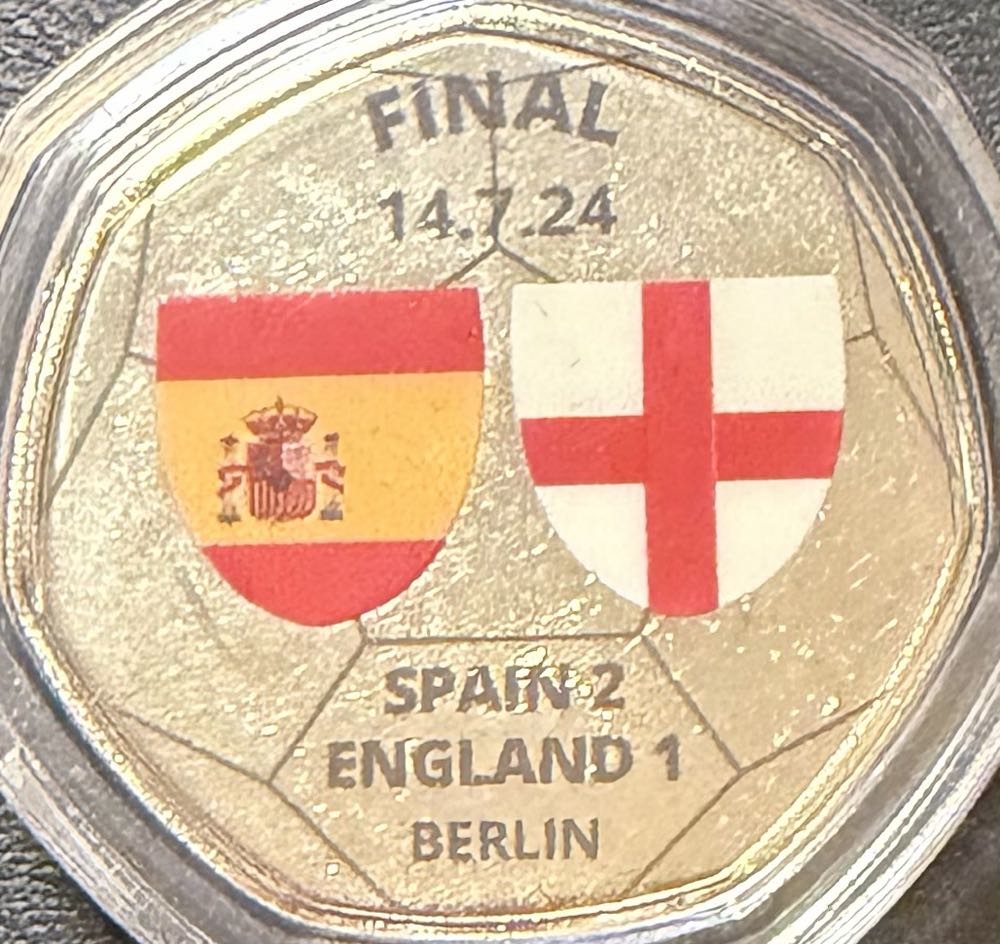 FINAL
14.7.24
SPAIN 2
ENGLAND 1
BERLIN